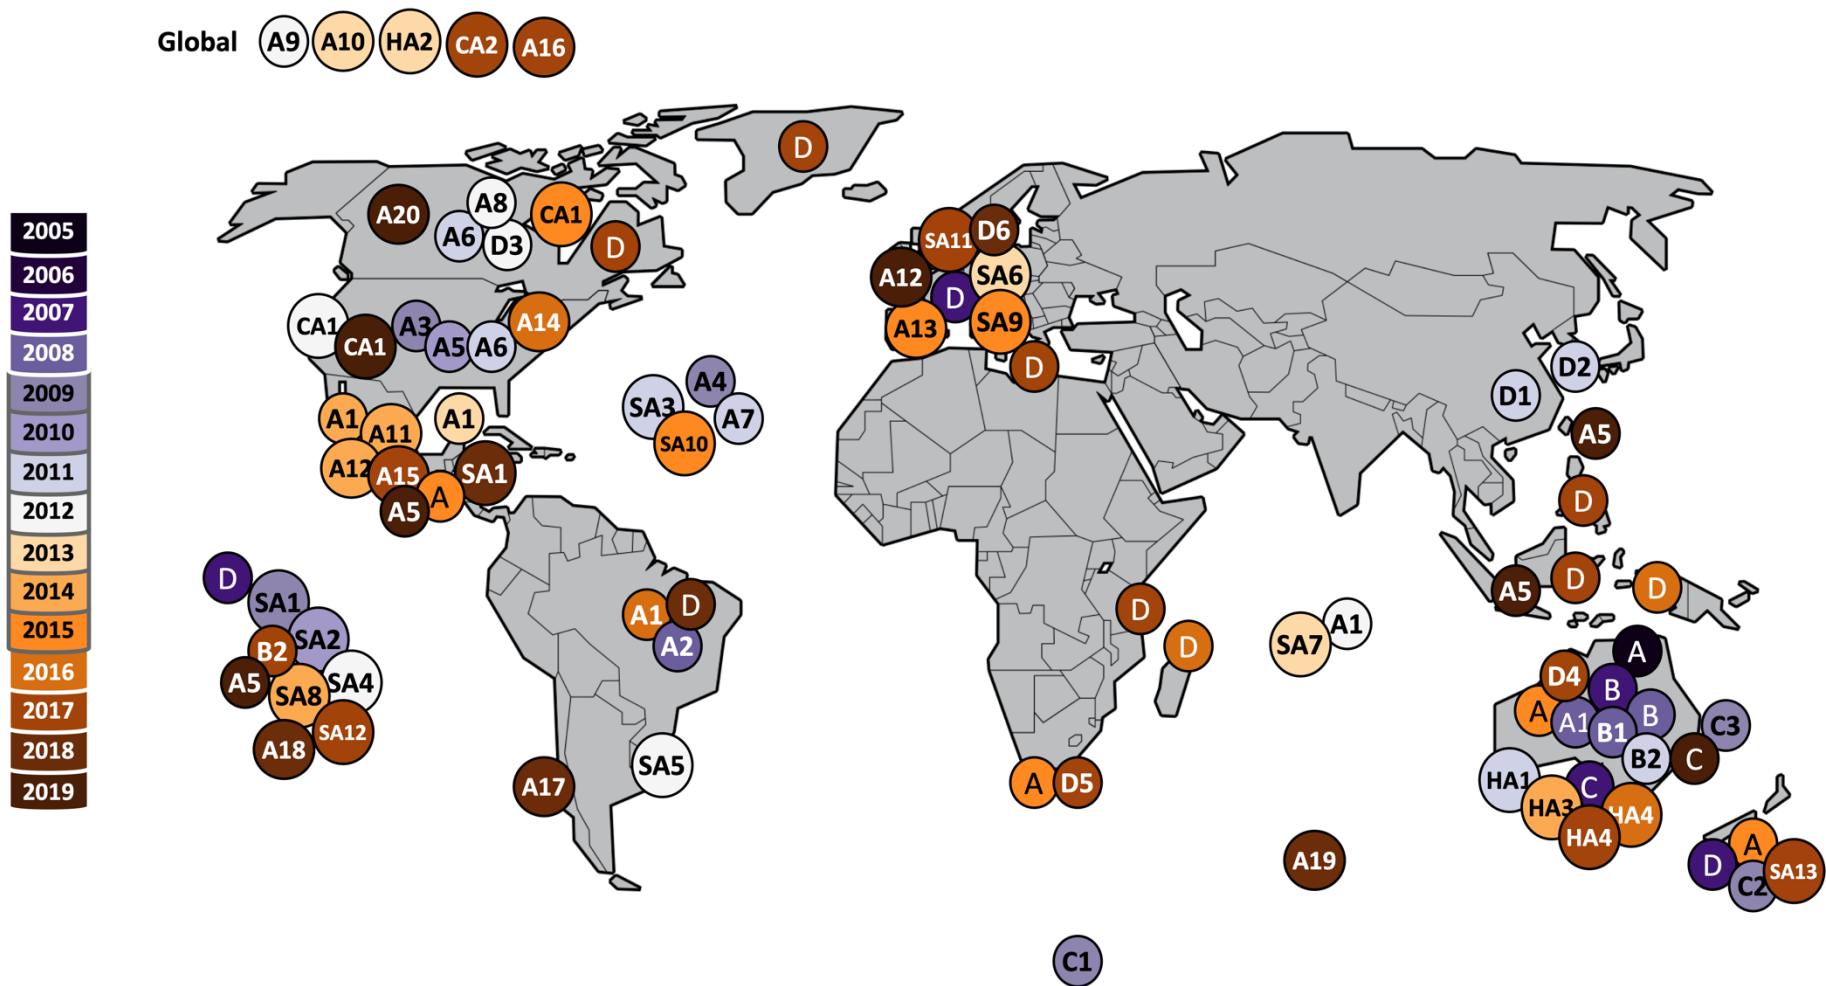 Global A9 A10 HA2 CA2 A16
2005
2006
2007
2008
2009
2010
2011
2012
2013
2014
2015
2016
2017
2018
2019
D
A20 A8 CA1
A6 D3 D
CA1 CA1 A3 A5 A6 A14
A1 A11 A1
A12 A15 SA1
A5 A
SA3 A4
SA10 A7
D
SA1
SA2
B2
A5 SA8 SA4
A18 SA12
A1 D
A2
A17 SA5
SA11 D6
A12 D SA6
A13 SA9
D
D
D
A D5
SA7 A1
A19
C1
D1 D2
A5
D
A5 D D
A
D4 B
A A1 B1 B C3
B2 C
HA1 C
HA3 HA4
HA4
A
D C2 SA13